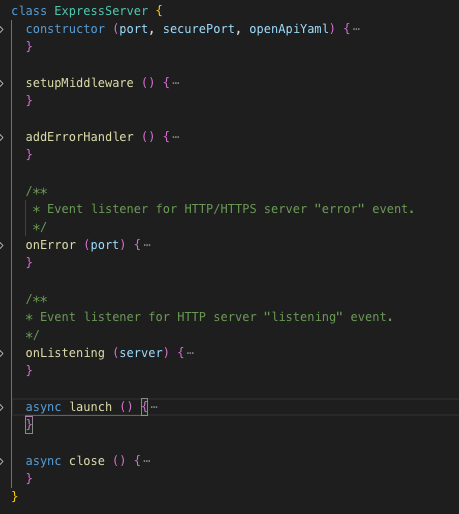 class ExpressServer {
constructor (port, securePort, openApiYaml) {⋯
}
setupMiddleware () {⋯
}
addErrorHandler () {⋯
}
/**
* Event listener for HTTP/HTTPS server "error" event.
*/
onError (port) {⋯
}
/**
* Event listener for HTTP server "listening" event.
*/
onListening (server) {⋯
}
async launch () {⋯
}
async close () {⋯
}
}